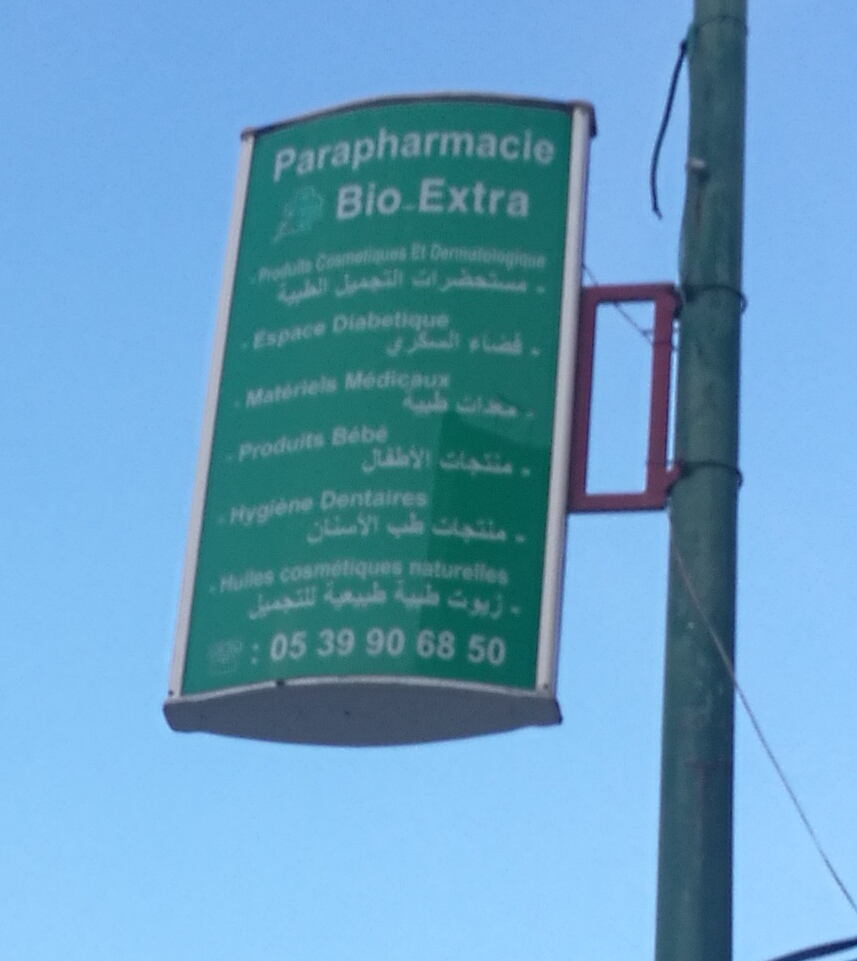 Parapharmacie
Bio-Extra
- Produits Cosmetiques Et Dermatologique
- مستحضرات التجميل الطبية
- Espace Diabetique
- فضاء السكري
- Matériels Médicaux
- معدات طبية
- Produits Bébé
- منتجات الأطفال
- Hygiène Dentaires
- منتجات طب الأسنان
- Huiles cosmétiques naturelles
- زيوت طبية طبيعية للتجميل
: 05 39 90 68 50